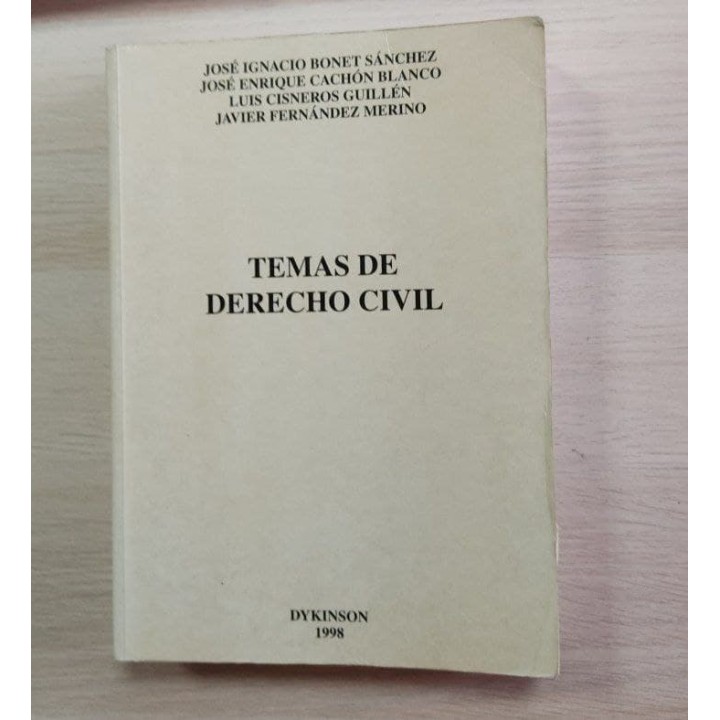 JOSÉ IGNACIO BONET SÁNCHEZ
JOSÉ ENRIQUE CACHÓN BLANCO
LUIS CISNEROS GUILLÉN
JAVIER FERNÁNDEZ MERINO
TEMAS DE
DERECHO CIVIL
DYKINSON
1998